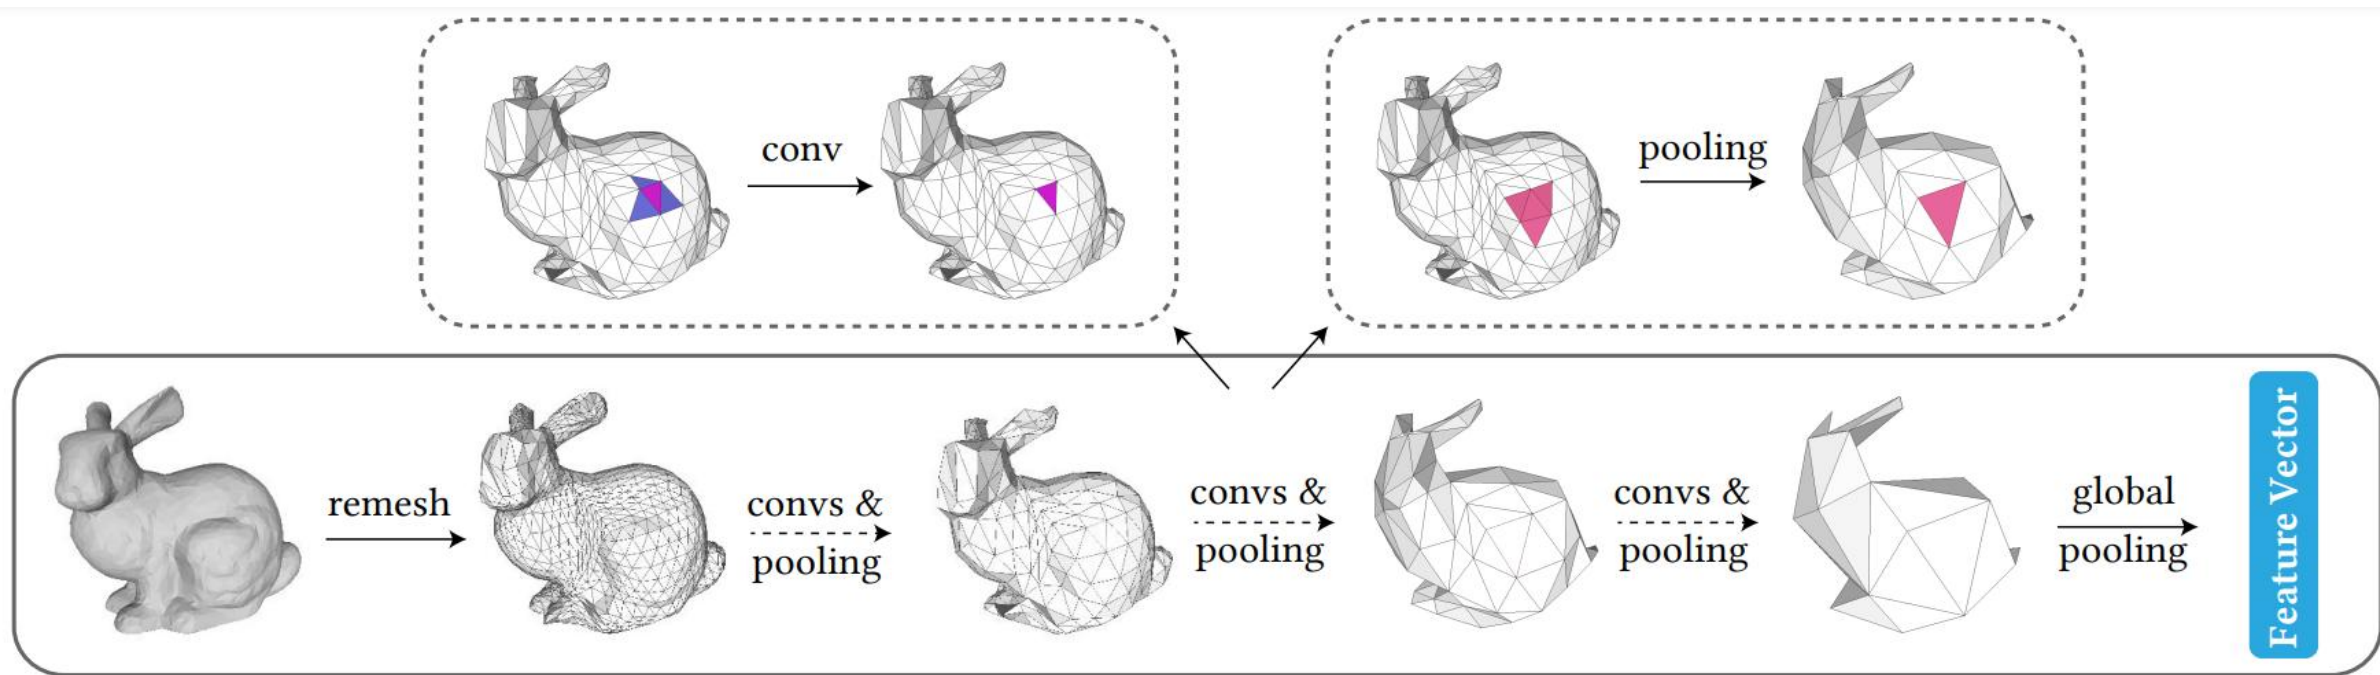 conv
pooling
remesh
convs &
pooling
convs &
pooling
convs &
pooling
global
pooling
Feature Vector